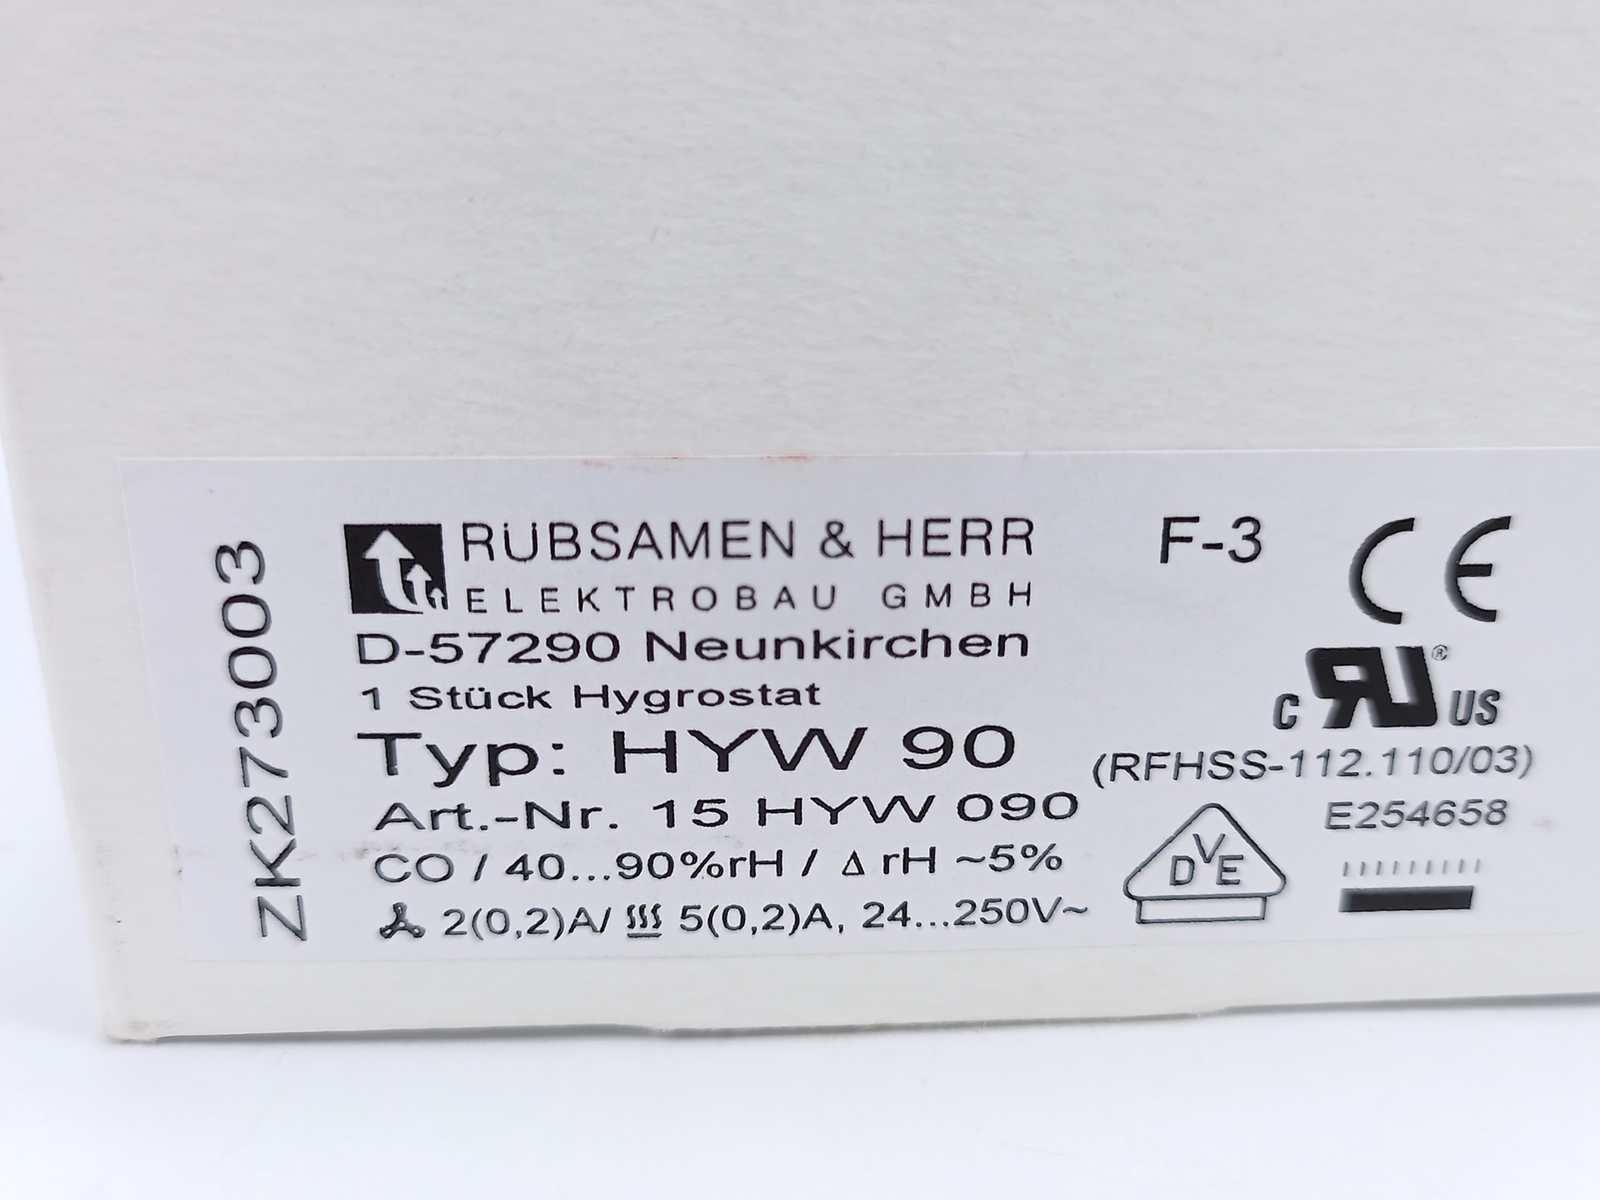 ZK273003
RÜBSAMEN & HERR
ELEKTROBAU GMBH
D-57290 Neunkirchen
1 Stück Hygrostat
Typ: HYW 90
Art.-Nr. 15 HYW 090
CO / 40...90%rH / Δ rH ~5%
2(0,2)A/ 5(0,2)A, 24...250V~
F-3
CE
c RU ® US
(RFHSS-112.110/03)
E254658
DVE